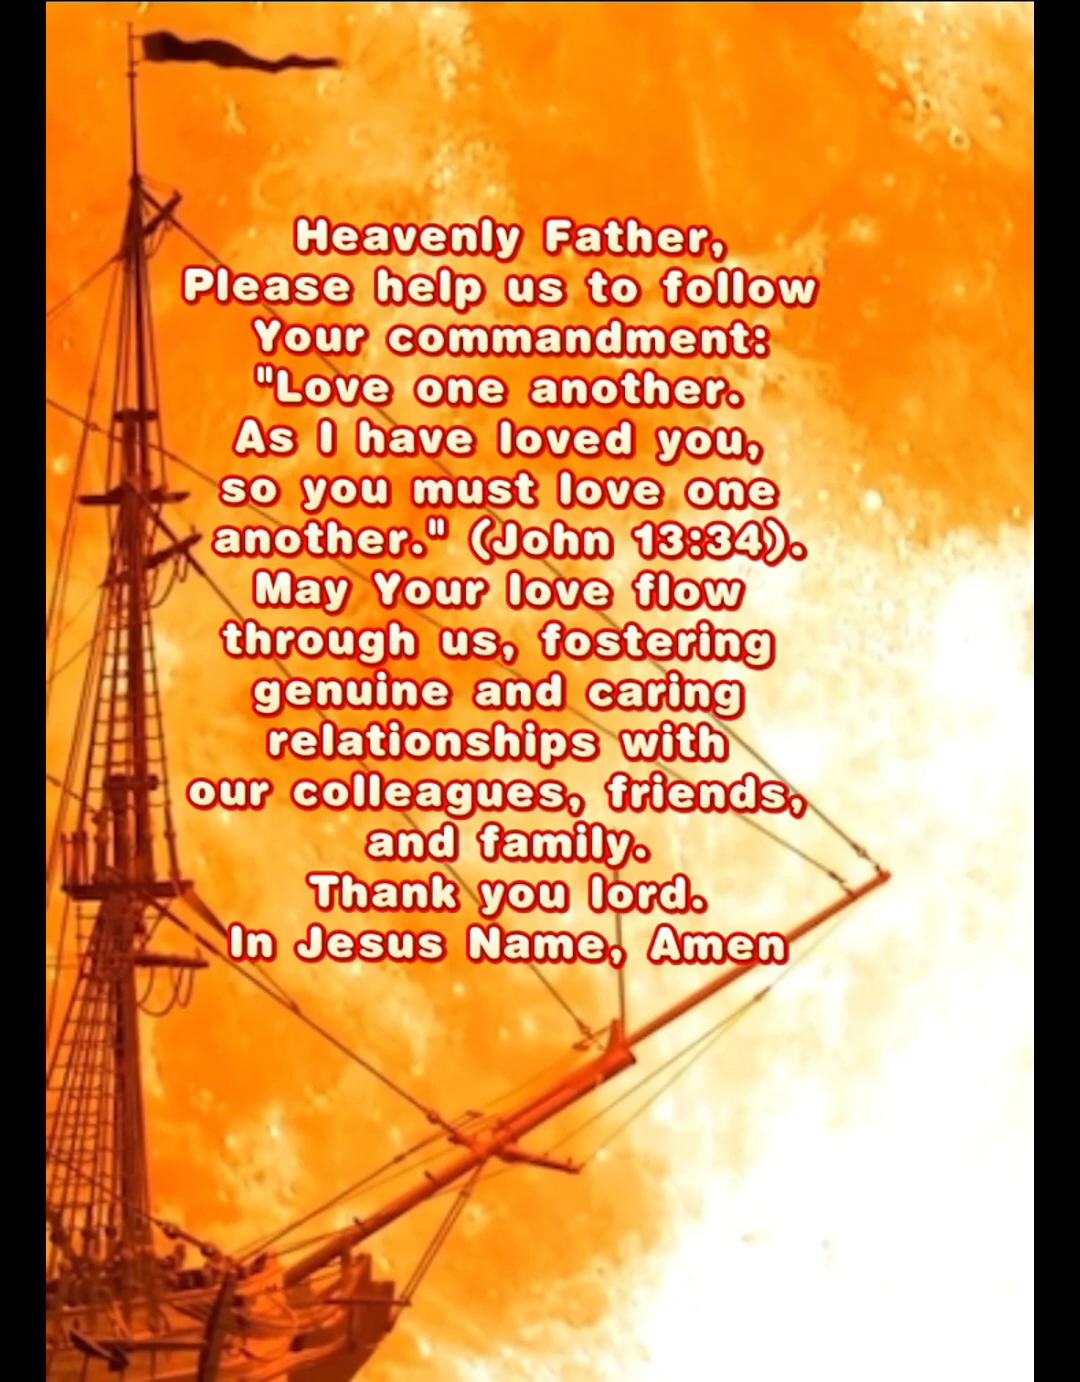 Heavenly Father,
Please help us to follow
Your commandment:
"Love one another.
As I have loved you,
so you must love one
another." (John 13:34).
May Your love flow
through us, fostering
genuine and caring
relationships with
our colleagues, friends,
and family.
Thank you lord.
In Jesus Name, Amen